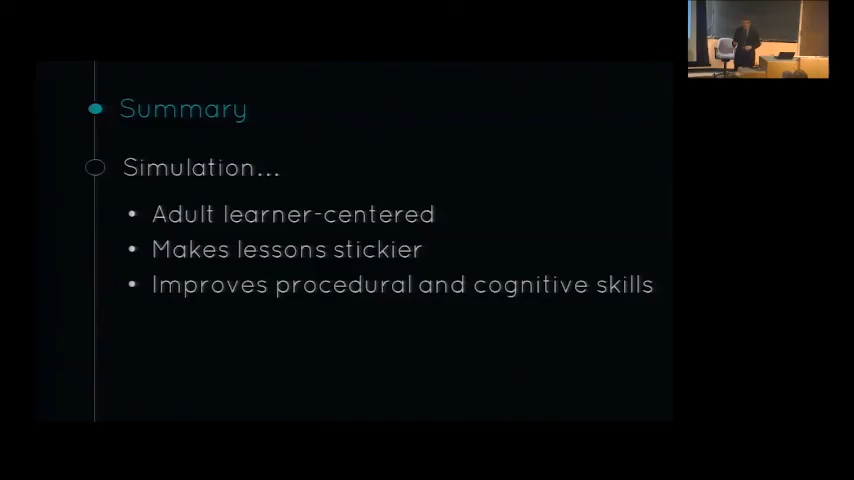 Summary
Simulation...
• Adult learner-centered
• Makes lessons stickier
• Improves procedural and cognitive skills